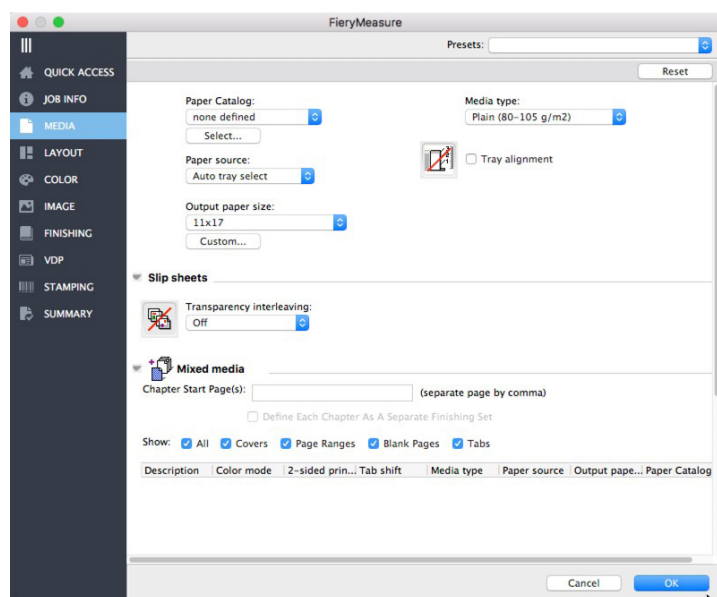 FieryMeasure
Presets:
Reset
QUICK ACCESS
JOB INFO
MEDIA
LAYOUT
COLOR
IMAGE
FINISHING
VDP
STAMPING
SUMMARY
Paper Catalog:
none defined
Select...
Paper source:
Auto tray select
Output paper size:
11x17
Custom...
Media type:
Plain (80-105 g/m2)
Tray alignment
Slip sheets
Transparency interleaving:
Off
Mixed media
Chapter Start Page(s): (separate page by comma)
Define Each Chapter As A Separate Finishing Set
Show: All Covers Page Ranges Blank Pages Tabs
Description Color mode 2-sided prin... Tab shift Media type Paper source Output pape... Paper Catalog
Cancel OK